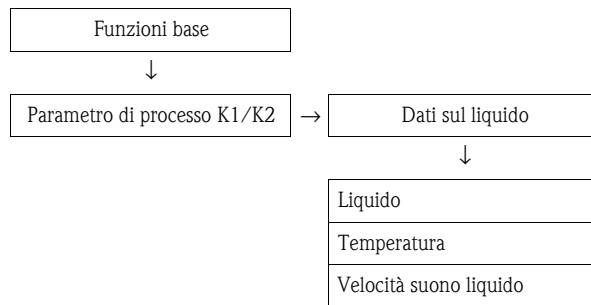 Funzioni base
↓
Parametro di processo K1/K2 → Dati sul liquido
↓
Liquido
Temperatura
Velocità suono liquido